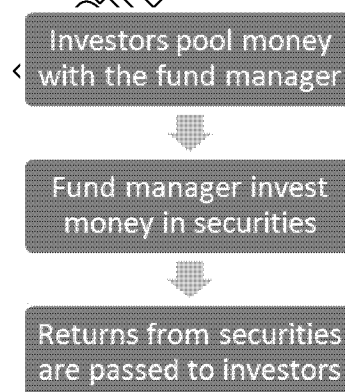 Investors pool money
with the fund manager
Fund manager invest
money in securities
Returns from securities
are passed to investors